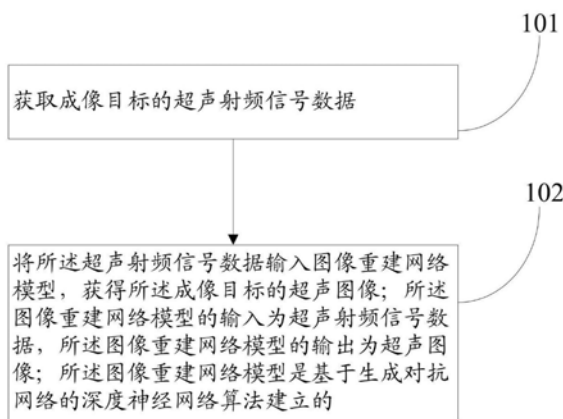 101
获取成像目标的超声射频信号数据
102
将所述超声射频信号数据输入图像重建网络
模型，获得所述成像目标的超声图像；所述
图像重建网络模型的输入为超声射频信号数
据，所述图像重建网络模型的输出为超声图
像；所述图像重建网络模型是基于生成对抗
网络的深度神经网络算法建立的